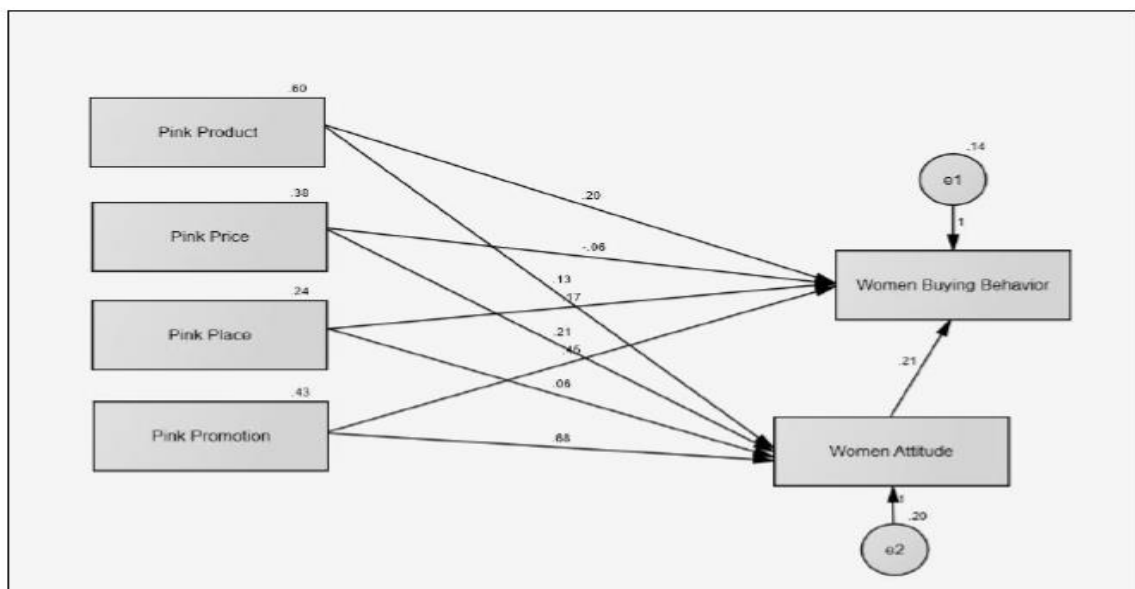 .60
Pink Product
.38
Pink Price
.24
Pink Place
.43
Pink Promotion
.20
-.06
.13
.17
.21
.45
.06
.68
.14
e1
1
Women Buying Behavior
.21
Women Attitude
.20
e2